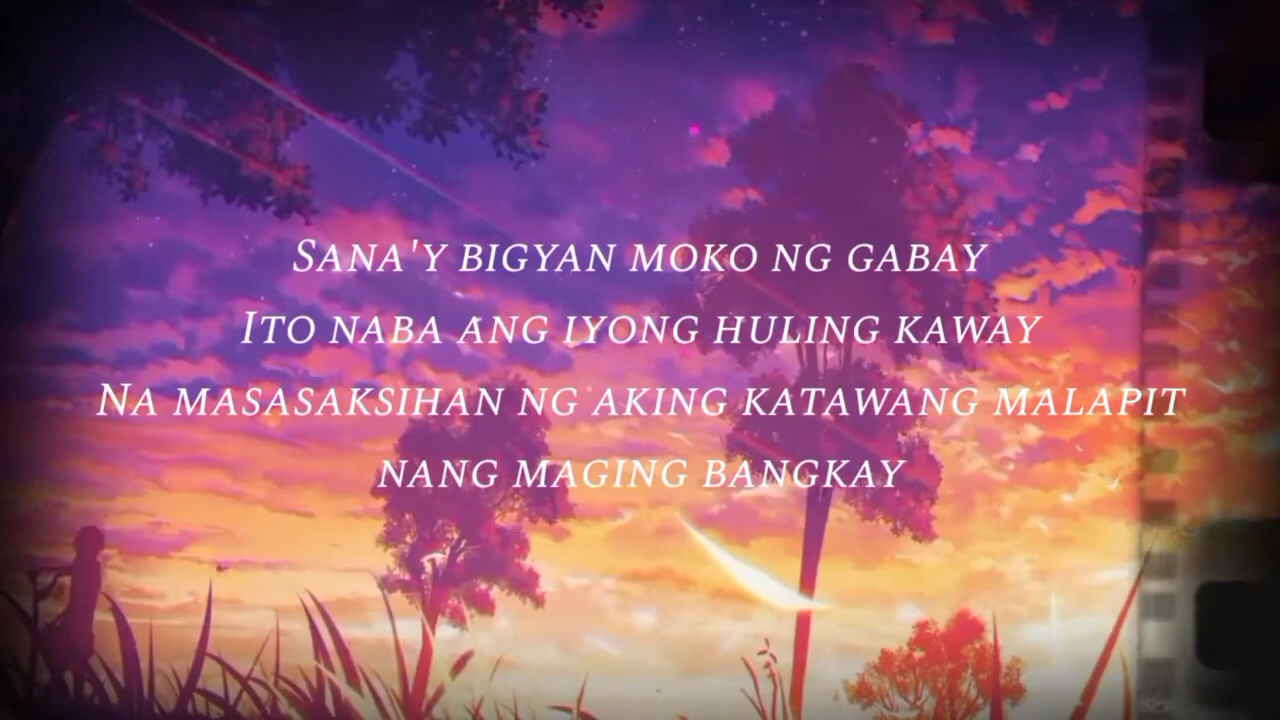 Sana'y bigyan moko ng gabay
Ito naba ang iyong huling kaway
Na masasaksihan ng aking katawang malapit
nang maging bangkay